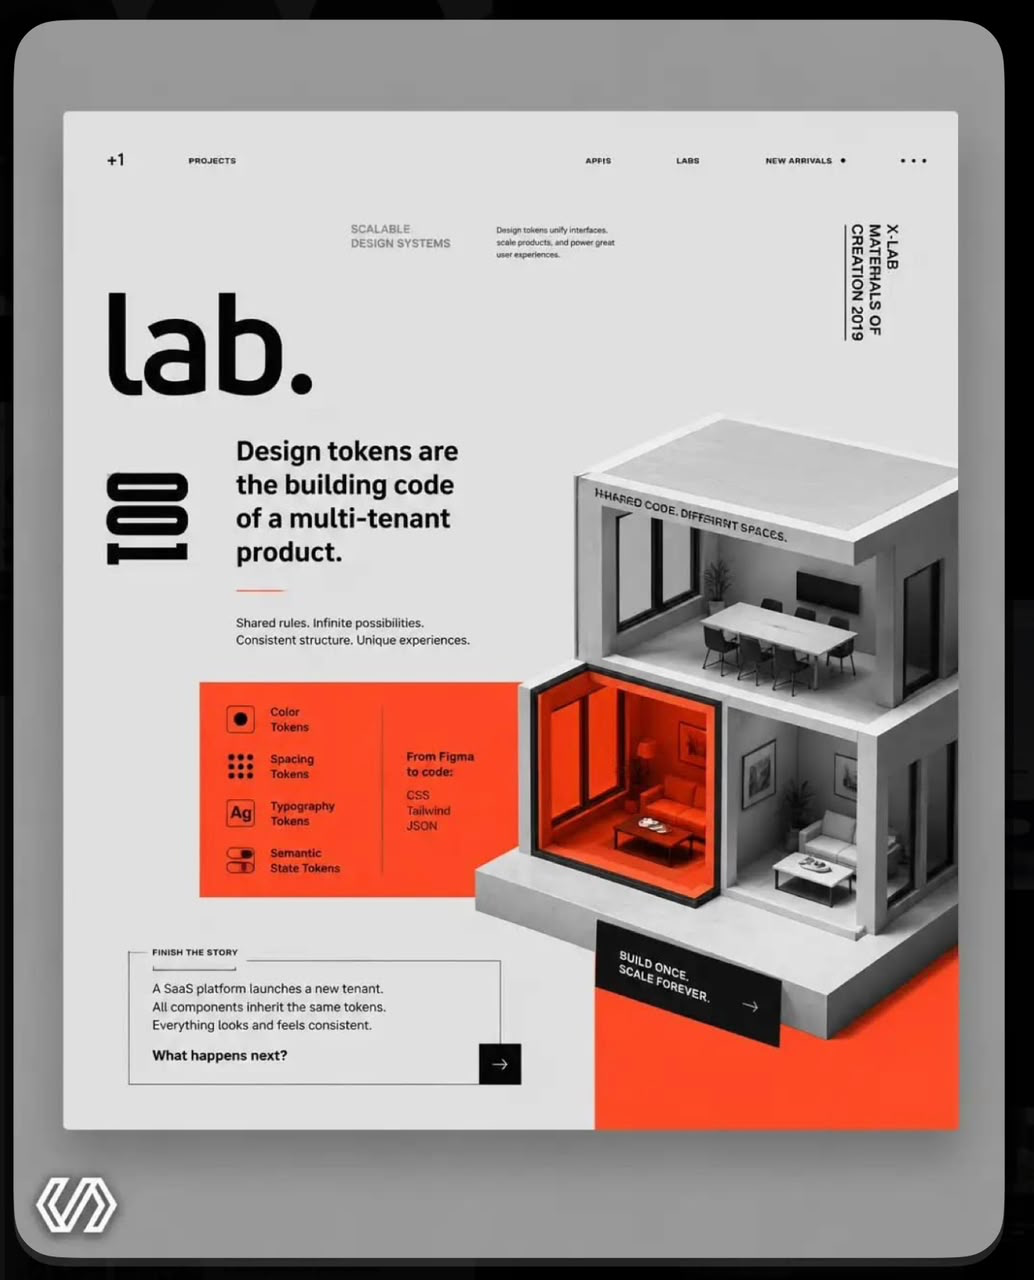 +1
PROJECTS
APPIS
LABS
NEW ARRIVALS
SCALABLE
DESIGN SYSTEMS
Design tokens unify interfaces,
scale products, and power great
user experiences.
X-LAB
MATERIALS OF
CREATION 2019
lab.
100
Design tokens are
the building code
of a multi-tenant
product.
Shared rules. Infinite possibilities.
Consistent structure. Unique experiences.
CODE.
SPACES.
Color
Tokens
Spacing
Tokens
Ag
Typography
Tokens
Semantic
State Tokens
From Figma
to code:
CSS
Tailwind
JSON
BUILD ONCE.
SCALE FOREVER.
FINISH THE STORY
A SaaS platform launches a new tenant.
All components inherit the same tokens.
Everything looks and feels consistent.
What happens next?